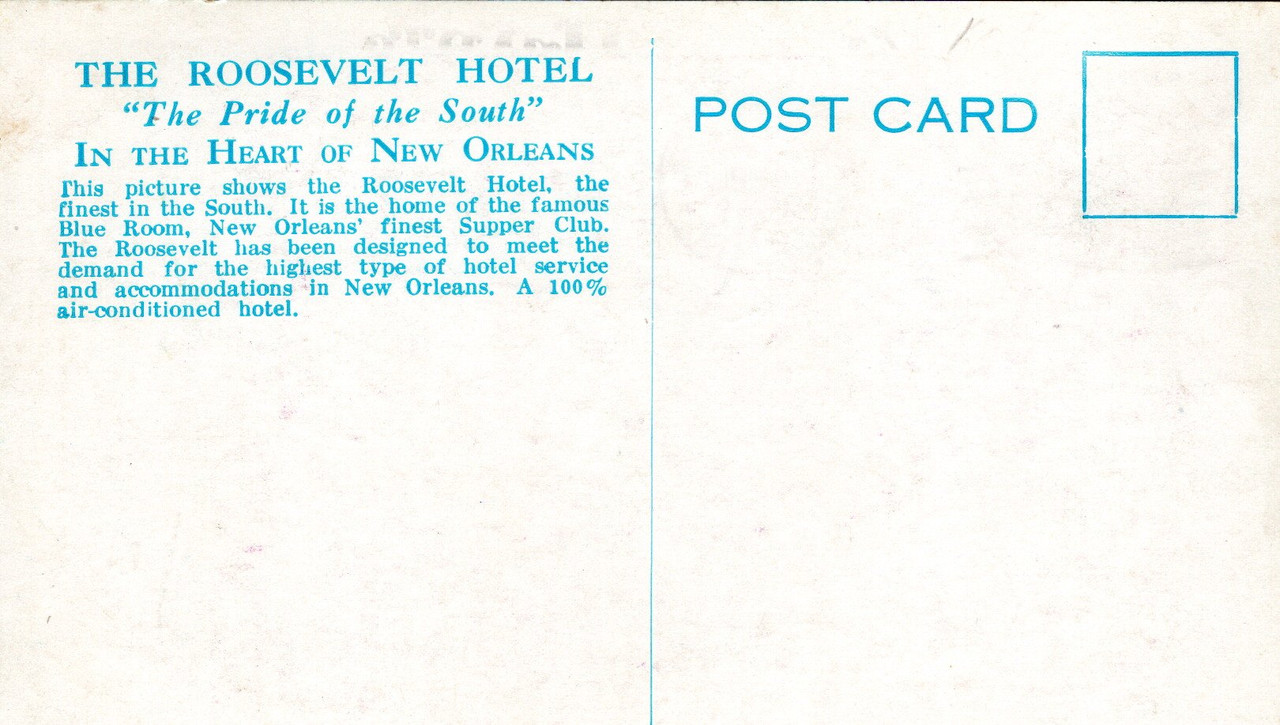 THE ROOSEVELT HOTEL
“The Pride of the South”
IN THE HEART OF NEW ORLEANS
This picture shows the Roosevelt Hotel, the
finest in the South. It is the home of the famous
Blue Room, New Orleans’ finest Supper Club.
The Roosevelt has been designed to meet the
demand for the highest type of hotel service
and accommodations in New Orleans. A 100%
air-conditioned hotel.
POST CARD